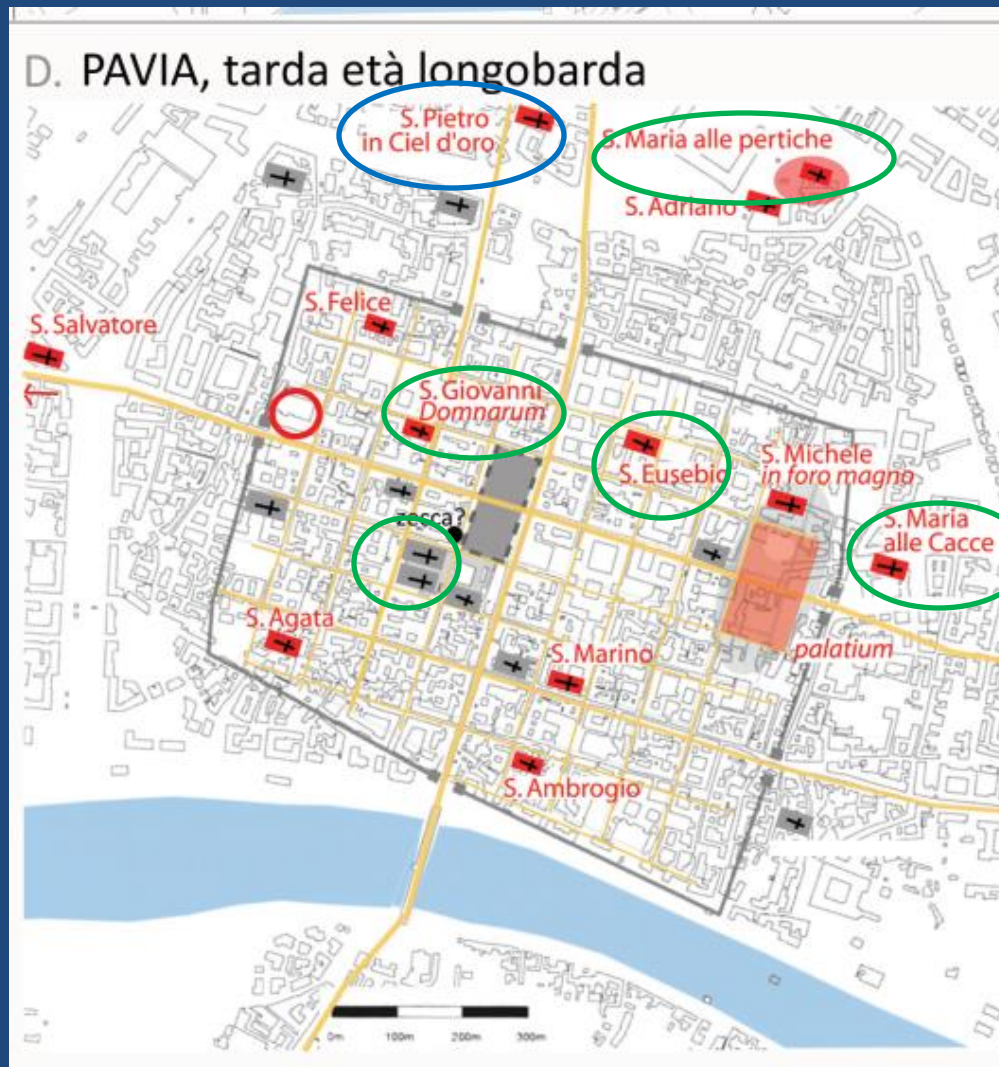 D. PAVIA, tarda età longobarda
S. Pietro
in Ciel d'oro
S. Maria alle pertiche
S. Adriano
S. Felice
S. Salvatore
S. Giovanni
Domnarum
S. Eusebio
S. Michele
in foro magno
zecca?
S. Maria
alle Cacce
S. Agata
S. Marino
palatium
S. Ambrogio
0m 100m 200m 300m